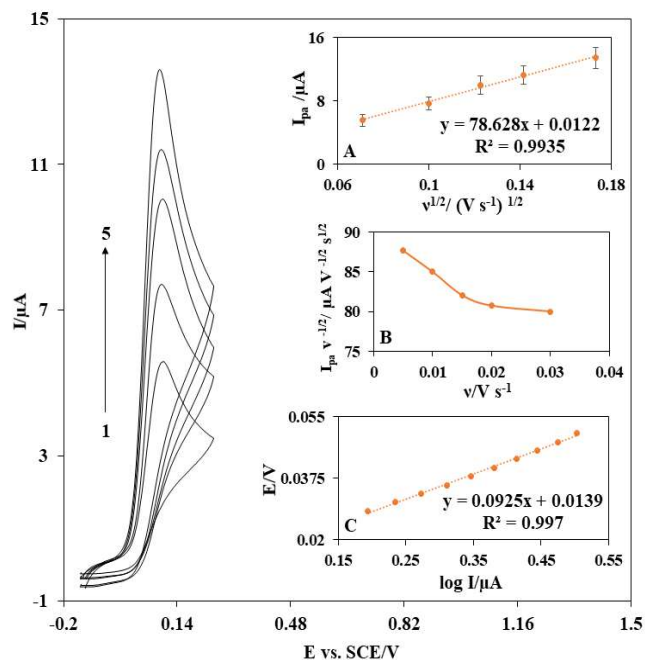 15
11
7
3
-1
I/µA
-0.2
0.14
0.48
0.82
1.16
1.5
E vs. SCE/V
5
1
16
8
0
I_pa /µA
A
y = 78.628x + 0.0122
R² = 0.9935
0.06
0.1
0.14
0.18
ν^1/2/ (V s^-1) ^1/2
90
85
80
75
I_pa ν^-1/2/ µA V^-1/2 s^1/2
B
0
0.01
0.02
0.03
0.04
ν/V s^-1
0.055
0.0375
0.02
E/V
C
y = 0.0925x + 0.0139
R² = 0.997
0.15
0.25
0.35
0.45
0.55
log I/µA